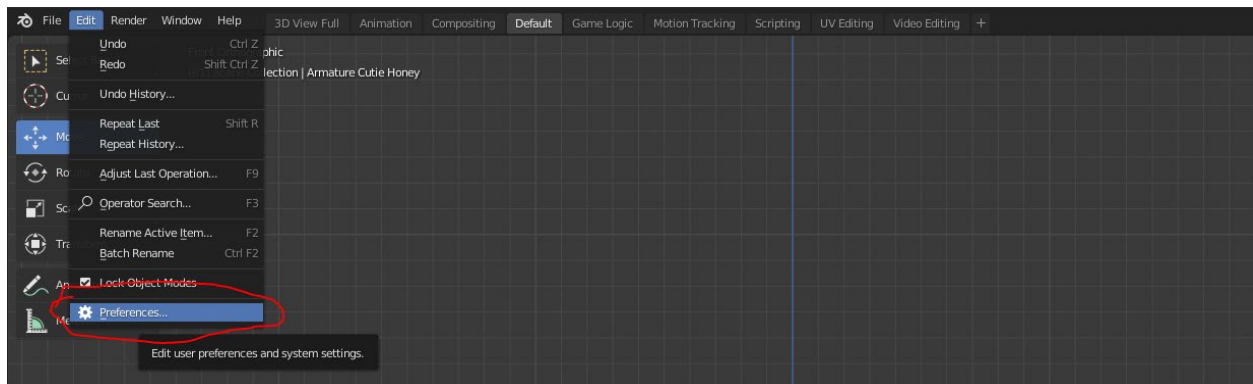 File Edit Render Window Help 3D View Full Animation Compositing Default Game Logic Motion Tracking Scripting UV Editing Video Editing +
Undo Ctrl Z
phic
Redo Shift Ctrl Z
lection | Armature Cutie Honey
Undo History...
Repeat Last Shift R
Repeat History...
Adjust Last Operation... F9
Operator Search... F3
Rename Active Item... F2
Batch Rename Ctrl F2
Lock Object Modes
Preferences...
Edit user preferences and system settings.